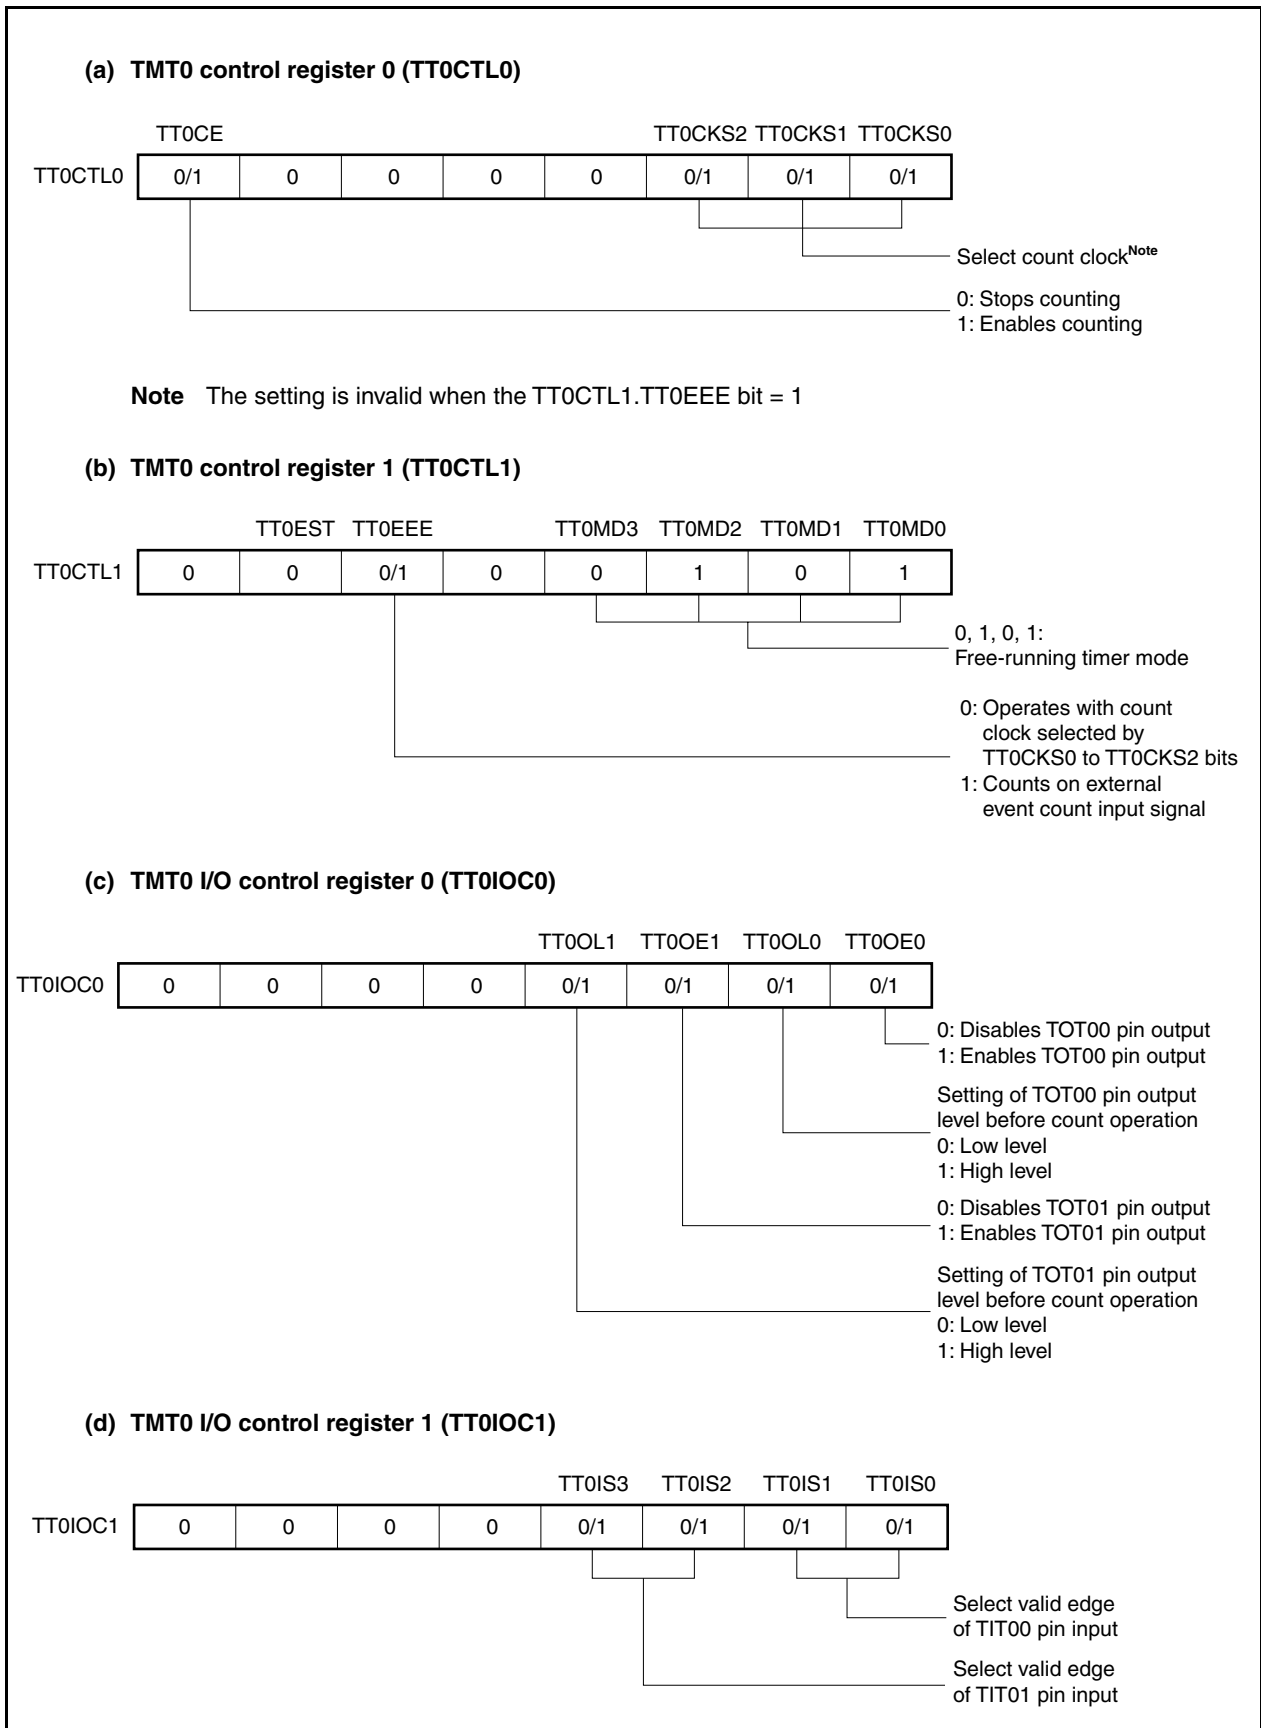 (a) TMT0 control register 0 (TT0CTL0)
TT0CE TT0CKS2 TT0CKS1 TT0CKS0
TT0CTL0 0/1 0 0 0 0 0/1 0/1 0/1
Select count clockNote
0: Stops counting
1: Enables counting
Note The setting is invalid when the TT0CTL1.TT0EEE bit = 1
(b) TMT0 control register 1 (TT0CTL1)
TT0EST TT0EEE TT0MD3 TT0MD2 TT0MD1 TT0MD0
TT0CTL1 0 0 0/1 0 0 1 0 1
0, 1, 0, 1:
Free-running timer mode
0: Operates with count
clock selected by
TT0CKS0 to TT0CKS2 bits
1: Counts on external
event count input signal
(c) TMT0 I/O control register 0 (TT0IOC0)
TT0OL1 TT0OE1 TT0OL0 TT0OE0
TT0IOC0 0 0 0 0 0/1 0/1 0/1 0/1
0: Disables TOT00 pin output
1: Enables TOT00 pin output
Setting of TOT00 pin output
level before count operation
0: Low level
1: High level
0: Disables TOT01 pin output
1: Enables TOT01 pin output
Setting of TOT01 pin output
level before count operation
0: Low level
1: High level
(d) TMT0 I/O control register 1 (TT0IOC1)
TT0IS3 TT0IS2 TT0IS1 TT0IS0
TT0IOC1 0 0 0 0 0/1 0/1 0/1 0/1
Select valid edge
of TIT00 pin input
Select valid edge
of TIT01 pin input